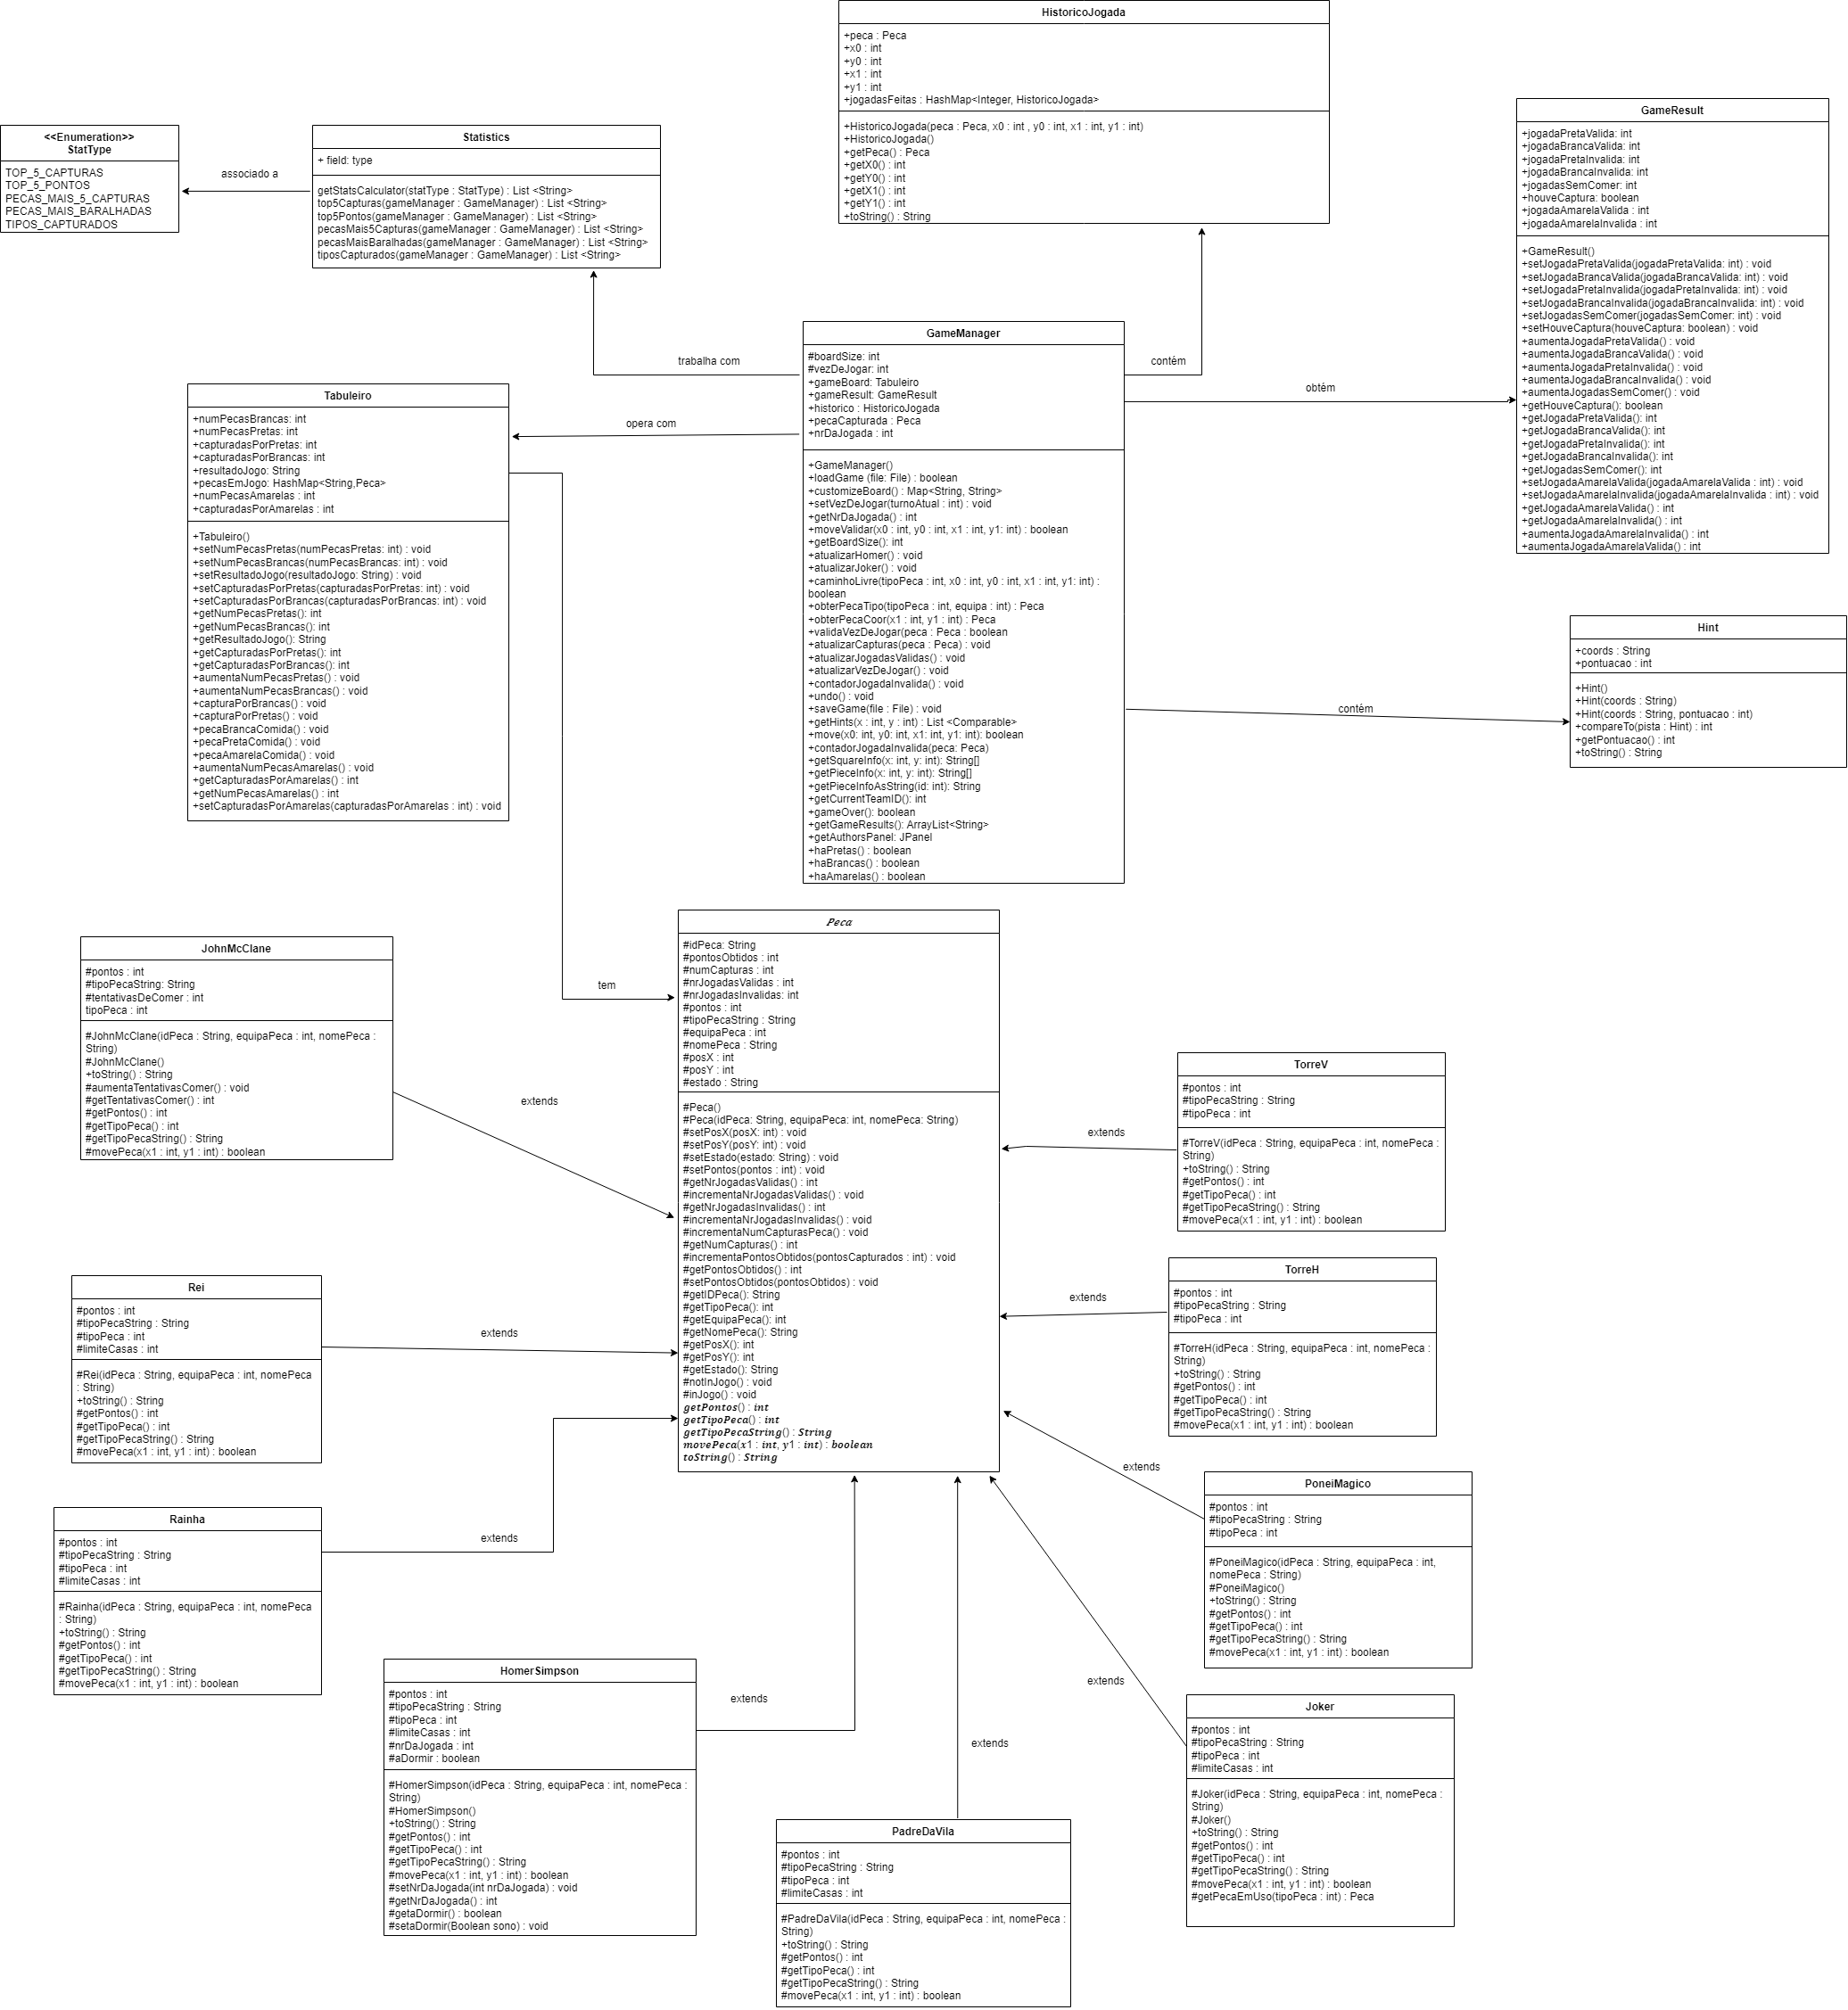 HistoricoJogada
+peca : Peca
+x0 : int
+y0 : int
+x1 : int
+y1 : int
+jogadasFeitas : HashMap<Integer, HistoricoJogada>
+HistoricoJogada(peca : Peca, x0 : int , y0 : int, x1 : int, y1 : int)
+HistoricoJogada()
+getPeca() : Peca
+getX0() : int
+getY0() : int
+getX1() : int
+getY1() : int
+toString() : String
GameResult
+jogadaPretaValida: int
+jogadaBrancaValida: int
+jogadaPretaInvalida: int
+jogadaBrancaInvalida: int
+jogadasSemComer: int
+houveCaptura: boolean
+jogadaAmarelaValida : int
+jogadaAmarelaInvalida : int
+GameResult()
+setJogadaPretaValida(jogadaPretaValida: int) : void
+setJogadaBrancaValida(jogadaBrancaValida: int) : void
+setJogadaPretaInvalida(jogadaPretaInvalida: int) : void
+setJogadaBrancaInvalida(jogadaBrancaInvalida: int) : void
+setJogadasSemComer(jogadasSemComer: int) : void
+setHouveCaptura(houveCaptura: boolean) : void
+aumentaJogadaPretaValida() : void
+aumentaJogadaBrancaValida() : void
+aumentaJogadaPretaInvalida() : void
+aumentaJogadaBrancaInvalida() : void
+aumentaJogadasSemComer() : void
+getHouveCaptura(): boolean
+getJogadaPretaValida(): int
+getJogadaBrancaValida(): int
+getJogadaPretaInvalida(): int
+getJogadaBrancaInvalida(): int
+getJogadasSemComer(): int
+setJogadaAmarelaValida(jogadaAmarelaValida : int) : void
+setJogadaAmarelaInvalida(jogadaAmarelaInvalida : int) : void
+getJogadaAmarelaValida() : int
+getJogadaAmarelaInvalida() : int
+aumentaJogadaAmarelaInvalida() : int
+aumentaJogadaAmarelaValida() : int
<<Enumeration>>
StatType
TOP_5_CAPTURAS
TOP_5_PONTOS
PECAS_MAIS_5_CAPTURAS
PECAS_MAIS_BARALHADAS
TIPOS_CAPTURADOS
associado a
Statistics
+ field: type
getStatsCalculator(statType : StatType) : List <String>
top5Capturas(gameManager : GameManager) : List <String>
top5Pontos(gameManager : GameManager) : List <String>
pecasMais5Capturas(gameManager : GameManager) : List <String>
pecasMaisBaralhadas(gameManager : GameManager) : List <String>
tiposCapturados(gameManager : GameManager) : List <String>
trabalha com
contém
obtém
opera com
GameManager
#boardSize: int
#vezDeJogar: int
+gameBoard: Tabuleiro
+gameResult: GameResult
+historico : HistoricoJogada
+pecaCapturada : Peca
+nrDaJogada : int
+GameManager()
+loadGame (file: File) : boolean
+customizeBoard() : Map<String, String>
+setVezDeJogar(turnoAtual : int) : void
+getNrDaJogada() : int
+moveValidar(x0 : int, y0 : int, x1 : int, y1: int) : boolean
+getBoardSize(): int
+atualizarHomer() : void
+atualizarJoker() : void
+caminhoLivre(tipoPeca : int, x0 : int, y0 : int, x1 : int, y1: int) :
boolean
+obterPecaTipo(tipoPeca : int, equipa : int) : Peca
+obterPecaCoor(x1 : int, y1 : int) : Peca
+validaVezDeJogar(peca : Peca : boolean
+atualizarCapturas(peca : Peca) : void
+atualizarJogadasValidas() : void
+atualizarVezDeJogar() : void
+contadorJogadaInvalida() : void
+undo() : void
+saveGame(file : File) : void
+getHints(x : int, y : int) : List <Comparable>
+move(x0: int, y0: int, x1: int, y1: int): boolean
+contadorJogadaInvalida(peca: Peca)
+getSquareInfo(x: int, y: int): String[]
+getPieceInfo(x: int, y: int): String[]
+getPieceInfoAsString(id: int): String
+getCurrentTeamID(): int
+gameOver(): boolean
+getGameResults(): ArrayList<String>
+getAuthorsPanel: JPanel
+haPretas() : boolean
+haBrancas() : boolean
+haAmarelas() : boolean
Tabuleiro
+numPecasBrancas: int
+numPecasPretas: int
+capturadasPorPretas: int
+capturadasPorBrancas: int
+resultadoJogo: String
+pecasEmJogo: HashMap<String,Peca>
+numPecasAmarelas : int
+capturadasPorAmarelas : int
+Tabuleiro()
+setNumPecasPretas(numPecasPretas: int) : void
+setNumPecasBrancas(numPecasBrancas: int) : void
+setResultadoJogo(resultadoJogo: String) : void
+setCapturadasPorPretas(capturadasPorPretas: int) : void
+setCapturadasPorBrancas(capturadasPorBrancas: int) : void
+getNumPecasPretas(): int
+getNumPecasBrancas(): int
+getResultadoJogo(): String
+getCapturadasPorPretas(): int
+getCapturadasPorBrancas(): int
+aumentaNumPecasPretas() : void
+aumentaNumPecasBrancas() : void
+capturaPorBrancas() : void
+capturaPorPretas() : void
+pecaBrancaComida() : void
+pecaPretaComida() : void
+pecaAmarelaComida() : void
+aumentaNumPecasAmarelas() : void
+getCapturadasPorAmarelas() : int
+getNumPecasAmarelas() : int
+setCapturadasPorAmarelas(capturadasPorAmarelas : int) : void
contém
Hint
+coords : String
+pontuacao : int
+Hint()
+Hint(coords : String)
+Hint(coords : String, pontuacao : int)
+compareTo(pista : Hint) : int
+getPontuacao() : int
+toString() : String
tem
Peca
#idPeca: String
#pontosObtidos : int
#numCapturas : int
#nrJogadasValidas : int
#nrJogadasInvalidas: int
#pontos : int
#tipoPecaString : String
#equipaPeca : int
#nomePeca : String
#posX : int
#posY : int
#estado : String
#Peca()
#Peca(idPeca: String, equipaPeca: int, nomePeca: String)
#setPosX(posX: int) : void
#setPosY(posY: int) : void
#setEstado(estado: String) : void
#setPontos(pontos : int) : void
#getNrJogadasValidas() : int
#incrementaNrJogadasValidas() : void
#getNrJogadasInvalidas() : int
#incrementaNrJogadasInvalidas() : void
#incrementaNumCapturasPeca() : void
#getNumCapturas() : int
#incrementaPontosObtidos(pontosCapturados : int) : void
#getPontosObtidos() : int
#setPontosObtidos(pontosObtidos) : void
#getIDPeca(): String
#getTipoPeca(): int
#getEquipaPeca(): int
#getNomePeca(): String
#getPosX(): int
#getPosY(): int
#getEstado(): String
#notInJogo() : void
#inJogo() : void
getPontos() : int
getTipoPeca() : int
getTipoPecaString() : String
movePeca(x1 : int, y1 : int) : boolean
toString() : String
JohnMcClane
#pontos : int
#tipoPecaString: String
#tentativasDeComer : int
tipoPeca : int
#JohnMcClane(idPeca : String, equipaPeca : int, nomePeca :
String)
#JohnMcClane()
+toString() : String
#aumentaTentativasComer() : void
#getTentativasComer() : int
#getPontos() : int
#getTipoPeca() : int
#getTipoPecaString() : String
#movePeca(x1 : int, y1 : int) : boolean
extends
TorreV
#pontos : int
#tipoPecaString : String
#tipoPeca : int
#TorreV(idPeca : String, equipaPeca : int, nomePeca :
String)
+toString() : String
#getPontos() : int
#getTipoPeca() : int
#getTipoPecaString() : String
#movePeca(x1 : int, y1 : int) : boolean
extends
TorreH
#pontos : int
#tipoPecaString : String
#tipoPeca : int
#TorreH(idPeca : String, equipaPeca : int, nomePeca :
String)
+toString() : String
#getPontos() : int
#getTipoPeca() : int
#getTipoPecaString() : String
#movePeca(x1 : int, y1 : int) : boolean
extends
Rei
#pontos : int
#tipoPecaString : String
#tipoPeca : int
#limiteCasas : int
#Rei(idPeca : String, equipaPeca : int, nomePeca
: String)
+toString() : String
#getPontos() : int
#getTipoPeca() : int
#getTipoPecaString() : String
#movePeca(x1 : int, y1 : int) : boolean
extends
PoneiMagico
#pontos : int
#tipoPecaString : String
#tipoPeca : int
#PoneiMagico(idPeca : String, equipaPeca : int,
nomePeca : String)
#PoneiMagico()
+toString() : String
#getPontos() : int
#getTipoPeca() : int
#getTipoPecaString() : String
#movePeca(x1 : int, y1 : int) : boolean
extends
Rainha
#pontos : int
#tipoPecaString : String
#tipoPeca : int
#limiteCasas : int
#Rainha(idPeca : String, equipaPeca : int, nomePeca
: String)
+toString() : String
#getPontos() : int
#getTipoPeca() : int
#getTipoPecaString() : String
#movePeca(x1 : int, y1 : int) : boolean
extends
HomerSimpson
#pontos : int
#tipoPecaString : String
#tipoPeca : int
#limiteCasas : int
#nrDaJogada : int
#aDormir : boolean
#HomerSimpson(idPeca : String, equipaPeca : int, nomePeca :
String)
#HomerSimpson()
+toString() : String
#getPontos() : int
#getTipoPeca() : int
#getTipoPecaString() : String
#movePeca(x1 : int, y1 : int) : boolean
#setNrDaJogada(int nrDaJogada) : void
#getNrDaJogada() : int
#getaDormir() : boolean
#setaDormir(Boolean sono) : void
extends
Joker
#pontos : int
#tipoPecaString : String
#tipoPeca : int
#limiteCasas : int
#Joker(idPeca : String, equipaPeca : int, nomePeca :
String)
#Joker()
+toString() : String
#getPontos() : int
#getTipoPeca() : int
#getTipoPecaString() : String
#movePeca(x1 : int, y1 : int) : boolean
#getPecaEmUso(tipoPeca : int) : Peca
extends
PadreDaVila
#pontos : int
#tipoPecaString : String
#tipoPeca : int
#limiteCasas : int
#PadreDaVila(idPeca : String, equipaPeca : int, nomePeca :
String)
+toString() : String
#getPontos() : int
#getTipoPeca() : int
#getTipoPecaString() : String
#movePeca(x1 : int, y1 : int) : boolean
extends